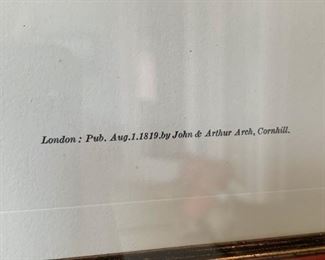 London : Pub. Aug.1.1819.by John & Arthur Arch, Cornhill.